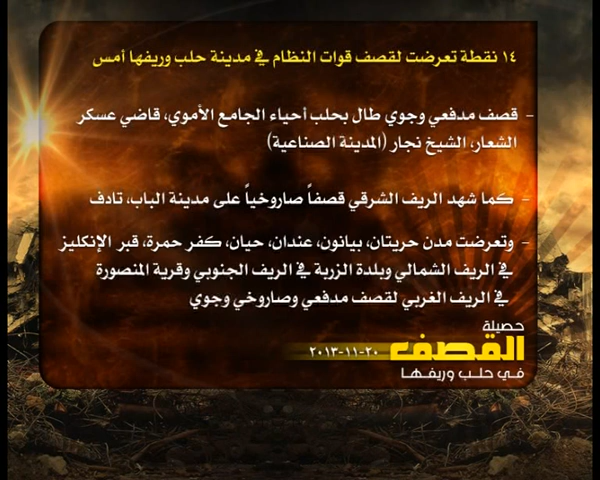 ١٤ نقطة تعرضت لقصف قوات النظام في مدينة حلب وريفها أمس
- قصف مدفعي وجوي طال بحلب أحياء الجامع الأموي، قاضي عسكر
الشعار، الشيخ نجار (المدينة الصناعية)
- كما شهد الريف الشرقي قصفاً صاروخياً على مدينة الباب، تادف
- وتعرضت مدن حريتان، بيانون، عندان، حيان، كفر حمرة، قبر الإنكليز
في الريف الشمالي وبلدة الزربة في الريف الجنوبي وقرية المنصورة
في الريف الغربي لقصف مدفعي وصاروخي وجوي
حصيلة
القصف ٢٠-١١-٢٠١٣
في حلب وريفها